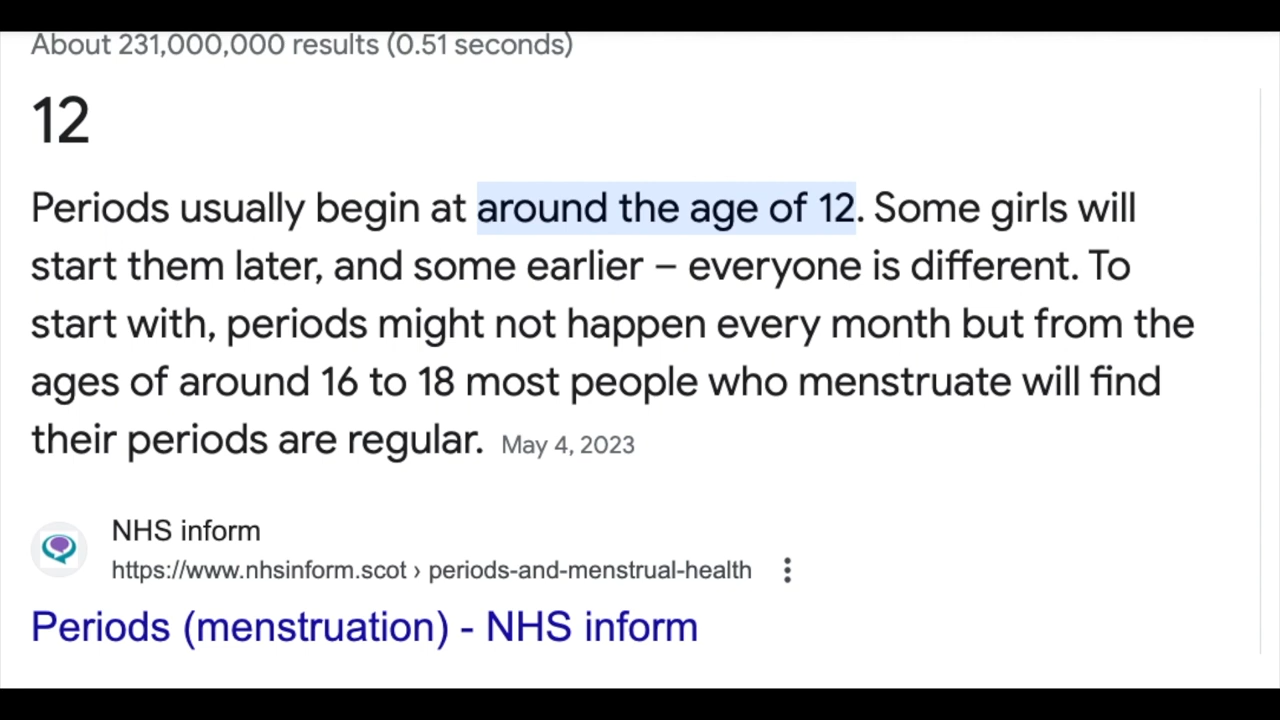 About 231,000,000 results (0.51 seconds)
12
Periods usually begin at around the age of 12. Some girls will
start them later, and some earlier – everyone is different. To
start with, periods might not happen every month but from the
ages of around 16 to 18 most people who menstruate will find
their periods are regular. May 4, 2023
NHS inform
https://www.nhsinform.scot › periods-and-menstrual-health
Periods (menstruation) - NHS inform